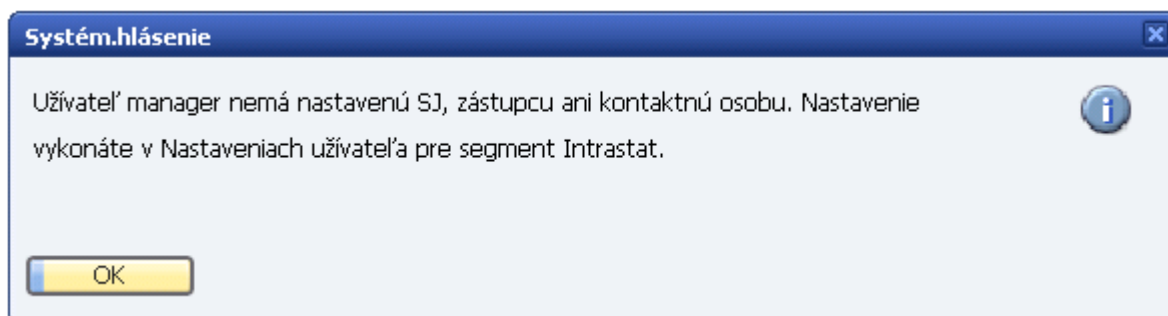 Systém.hlásenie
Užívateľ manager nemá nastavenú SJ, zástupcu ani kontaktnú osobu. Nastavenie
vykonáte v Nastaveniach užívateľa pre segment Intrastat.
OK